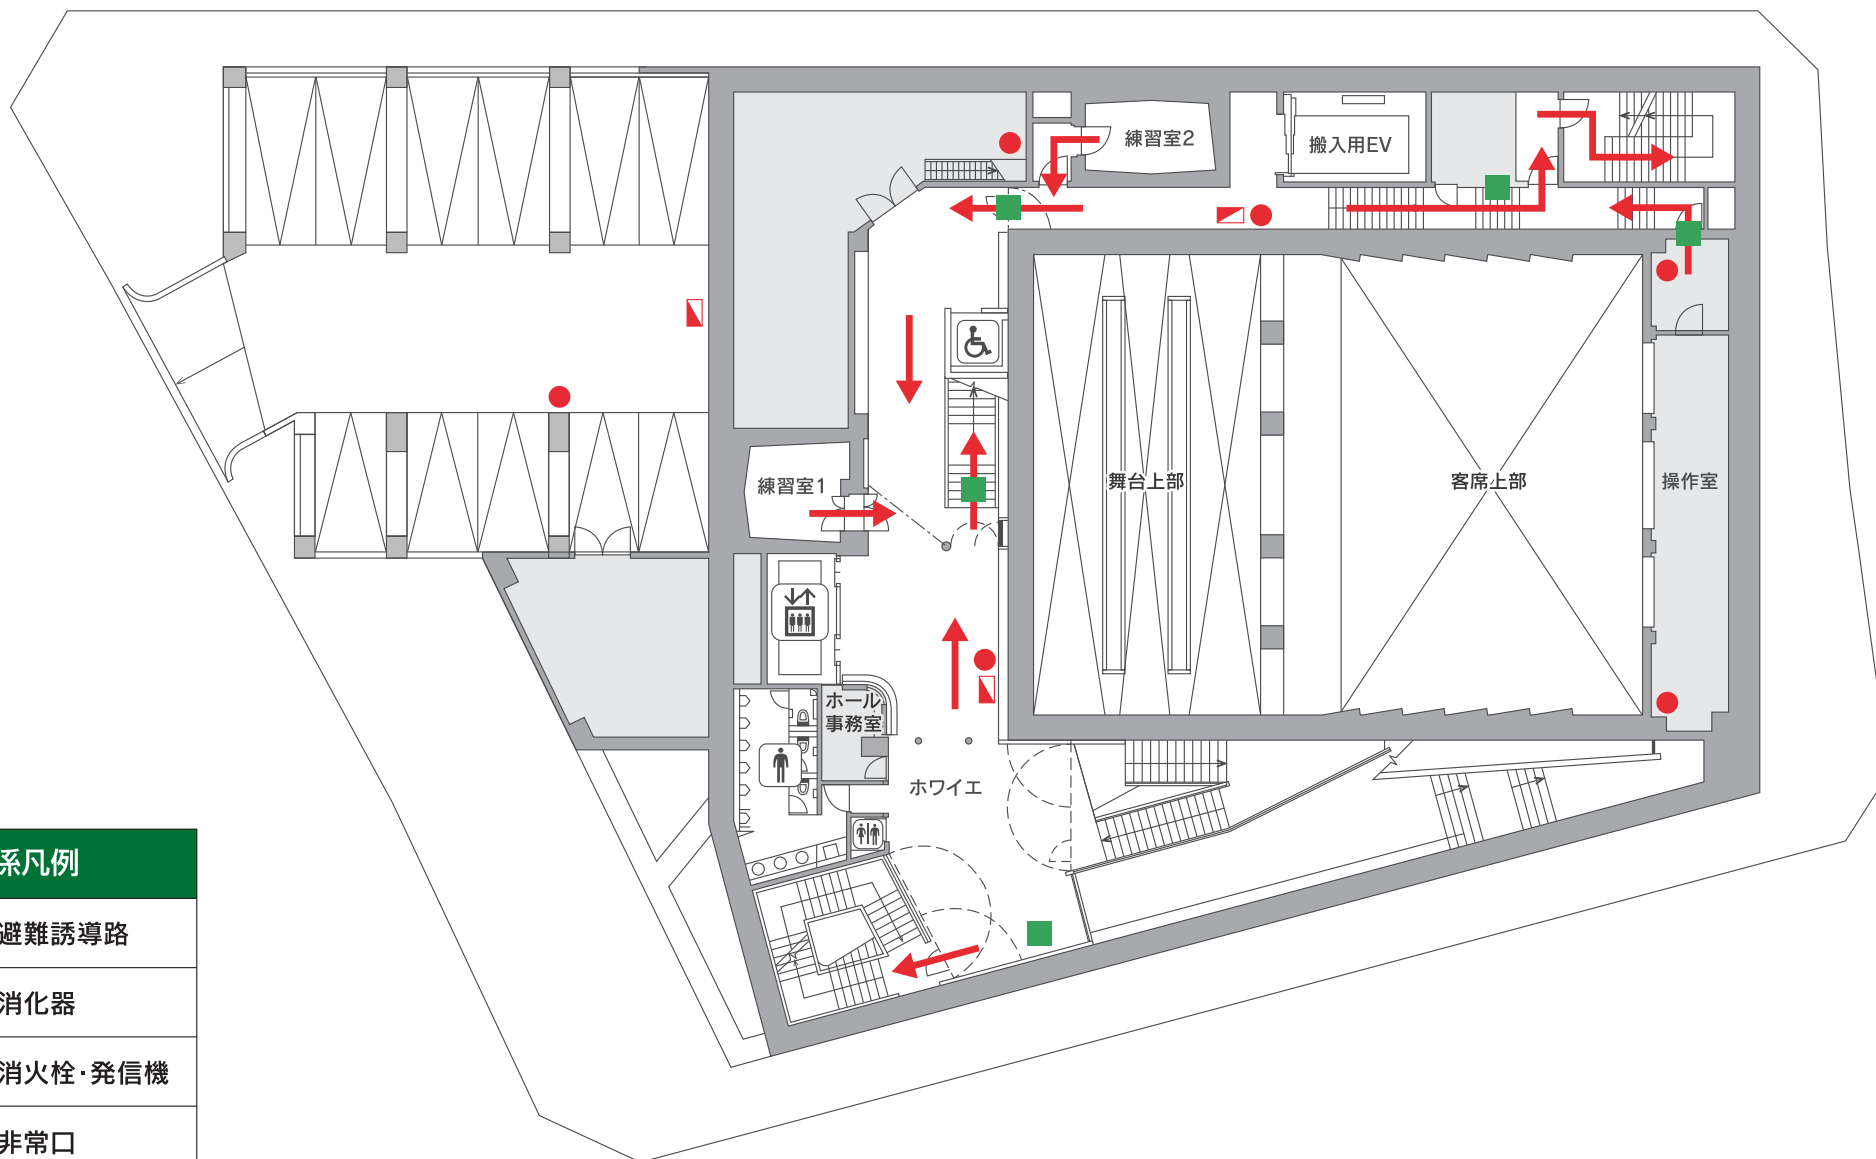 練習室2
搬入用EV
練習室1
舞台上部
客席上部
操作室
ホール
事務室
ホワイエ
系凡例
避難誘導路
消化器
消火栓・発信機
非常口